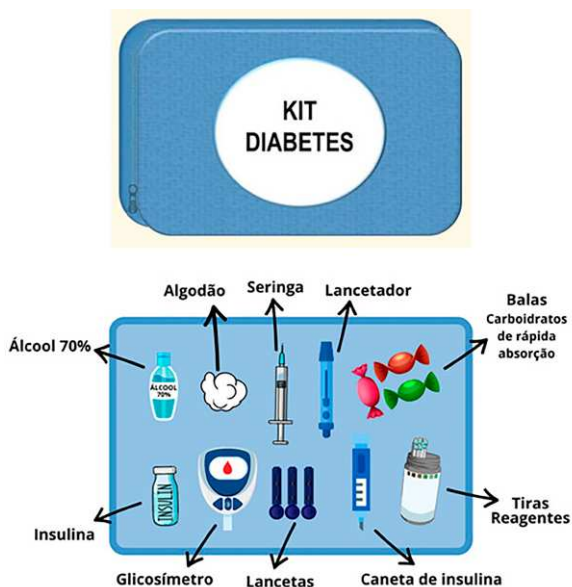 KIT
DIABETES
Algodão
Seringa
Lancetador
Balas
Carboidratos
de rápida
absorção
Álcool 70%
ÁLCOOL
70%
INSULIN
Insulina
Glicosímetro
Lancetas
Caneta de insulina
Tiras
Reagentes